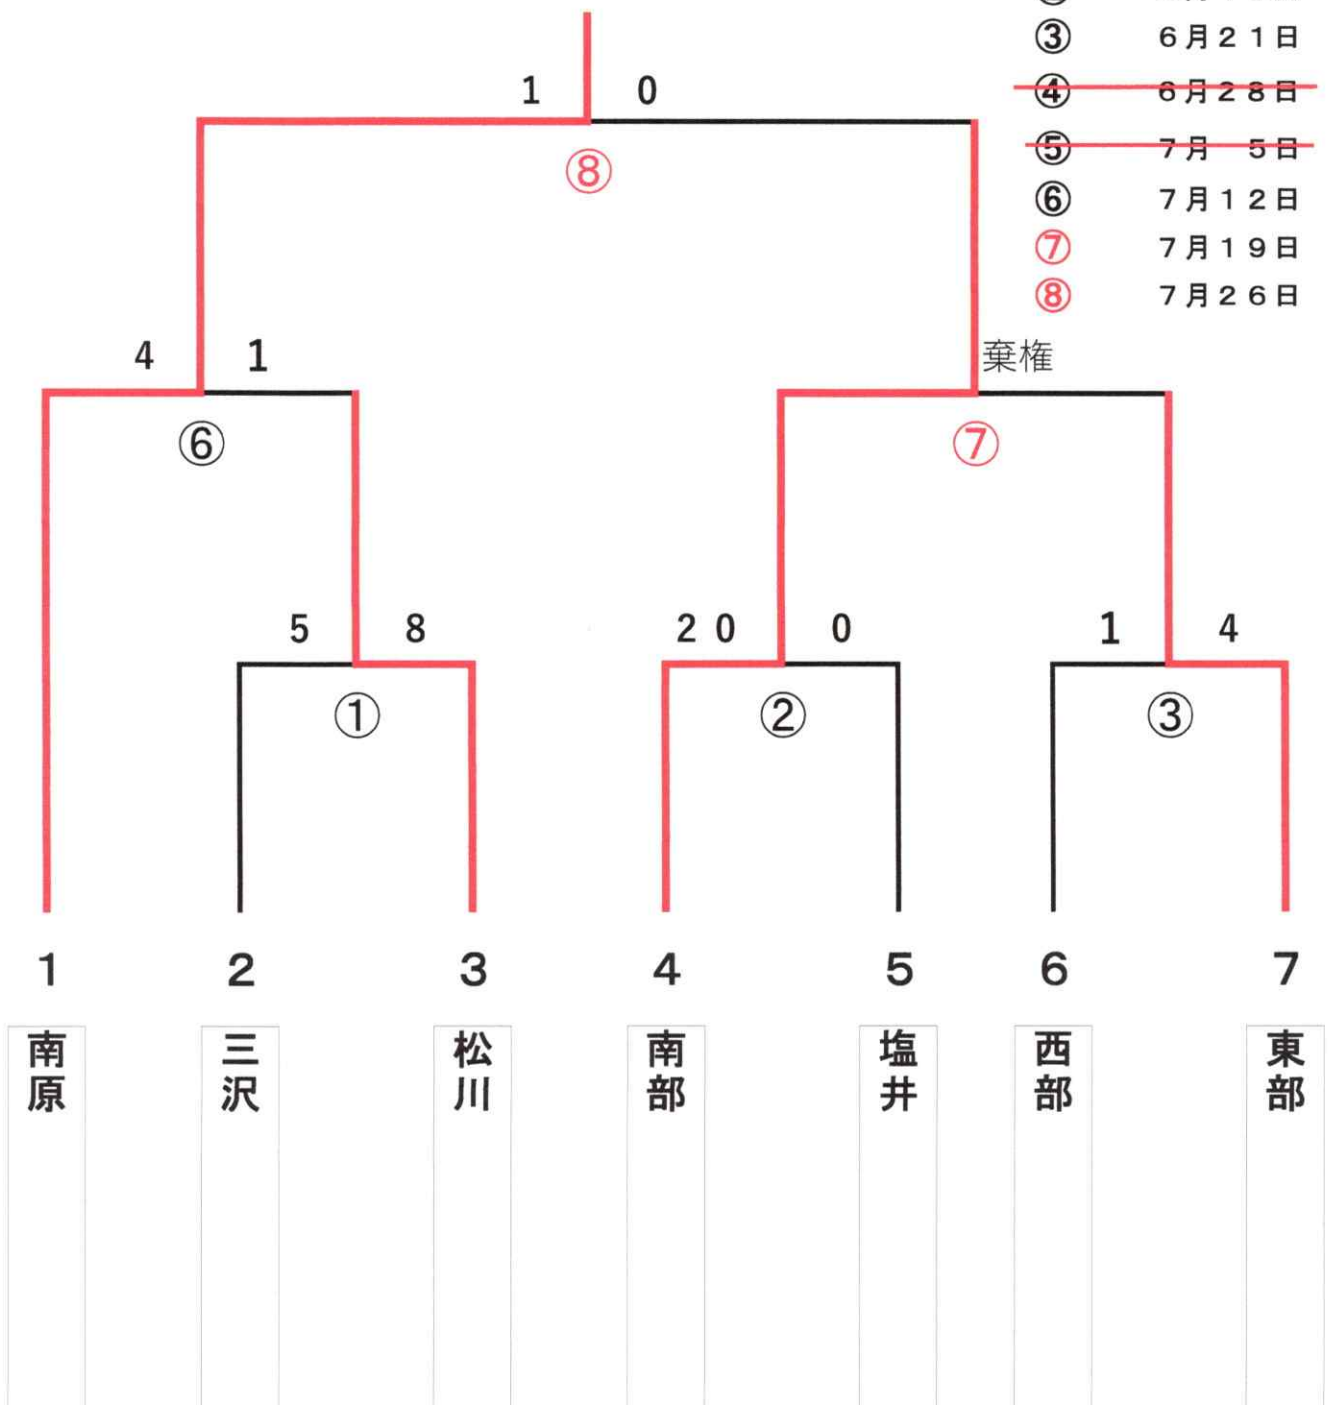 ③ 6月21日
1 0
④ 6月28日
⑤ 7月 5日
⑧
⑥ 7月12日
⑦ 7月19日
⑧ 7月26日
4 1 棄権
⑥ ⑦
5 8 20 0 1 4
① ② ③
1 2 3 4 5 6 7
南原
三沢
松川
南部
塩井
西部
東部